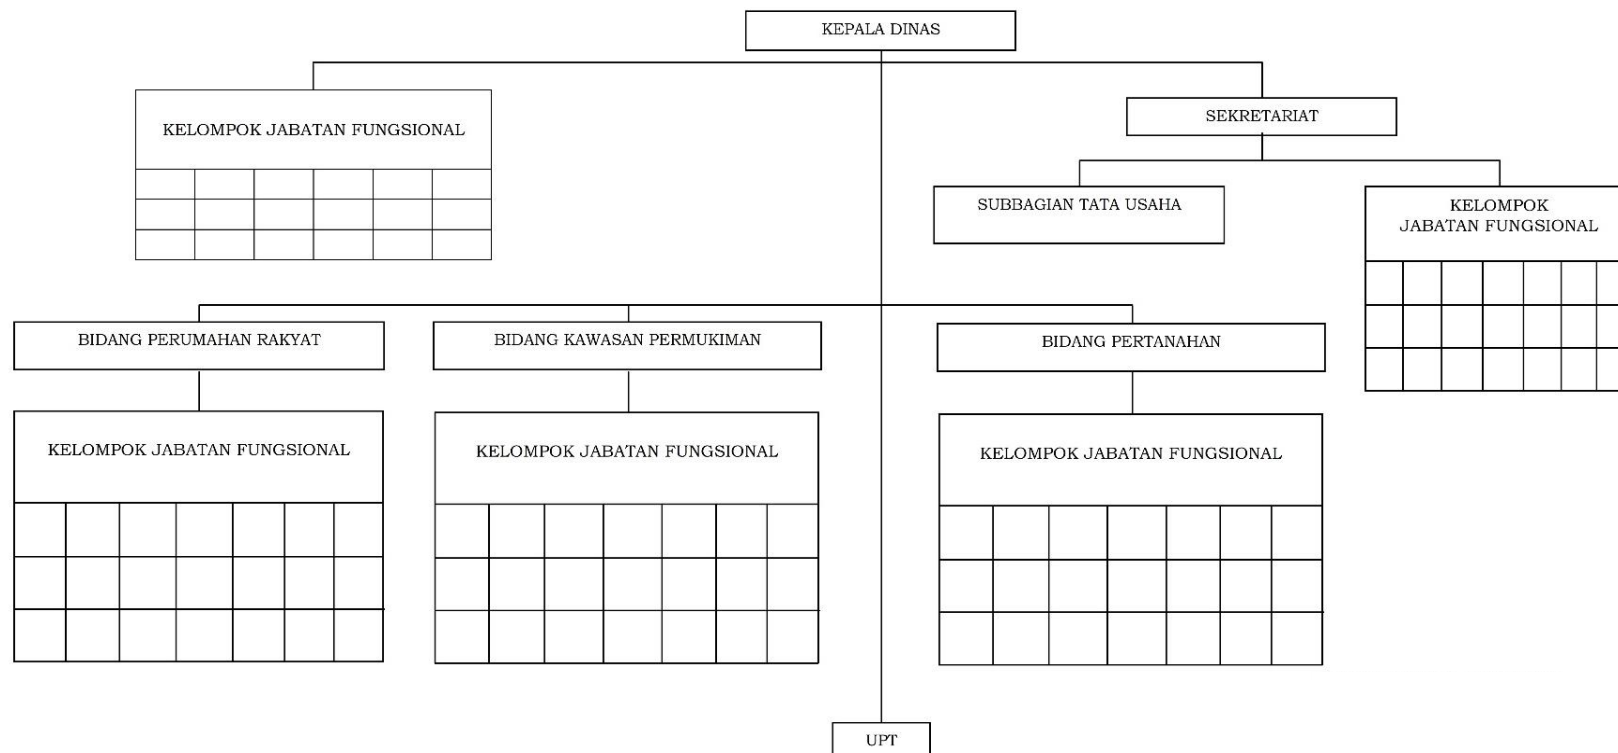 KEPALA DINAS
KELOMPOK JABATAN FUNGSIONAL
SEKRETARIAT
SUBBAGIAN TATA USAHA
KELOMPOK
JABATAN FUNGSIONAL
BIDANG PERUMAHAN RAKYAT
BIDANG KAWASAN PERMUKIMAN
BIDANG PERTANAHAN
KELOMPOK JABATAN FUNGSIONAL
KELOMPOK JABATAN FUNGSIONAL
KELOMPOK JABATAN FUNGSIONAL
UPT